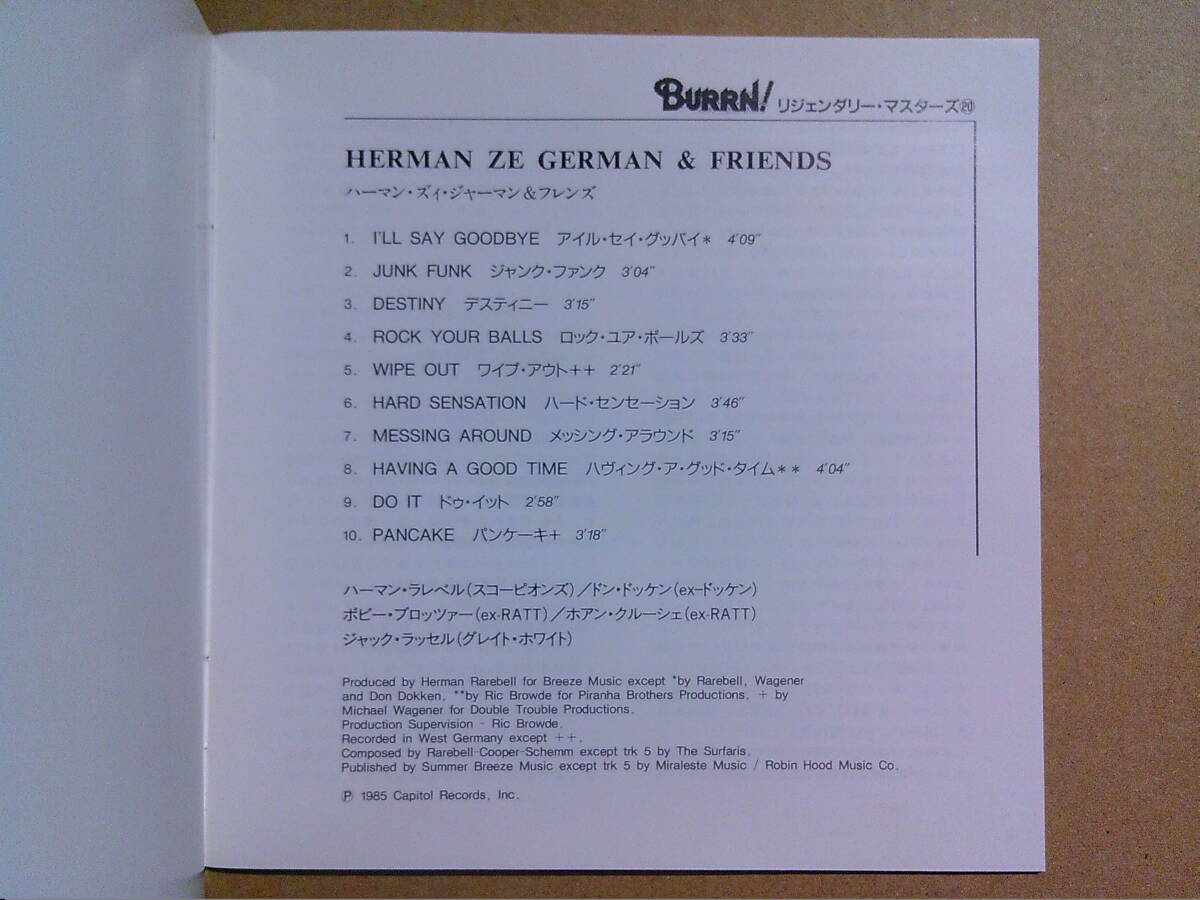 BURRN! リジェンダリー・マスターズ⑳
HERMAN ZE GERMAN & FRIENDS
ハーマン・ズィ・ジャーマン&フレンズ
1. I'LL SAY GOODBYE アイル・セイ・グッバイ* 4'09"
2. JUNK FUNK ジャンク・ファンク 3'04"
3. DESTINY デスティニー 3'15"
4. ROCK YOUR BALLS ロック・ユア・ボールズ 3'33"
5. WIPE OUT ワイプ・アウト++ 2'21"
6. HARD SENSATION ハード・センセーション 3'46"
7. MESSING AROUND メッシング・アラウンド 3'15"
8. HAVING A GOOD TIME ハヴィング・ア・グッド・タイム** 4'04"
9. DO IT ドゥ・イット 2'58"
10. PANCAKE パンケーキ+ 3'18"
ハーマン・ラレベル(スコーピオンズ)/ドン・ドッケン(ex-ドッケン)
ボビー・ブロッツァー(ex-RATT)/ホアン・クルーシェ(ex-RATT)
ジャック・ラッセル(グレイト・ホワイト)
Produced by Herman Rarebell for Breeze Music except *by Rarebell, Wagener
and Don Dokken, **by Ric Browde for Piranha Brothers Productions, + by
Michael Wagener for Double Trouble Productions.
Production Supervision - Ric Browde.
Recorded in West Germany except ++.
Composed by Rarebell-Cooper-Schemm except trk 5 by The Surfaris.
Published by Summer Breeze Music except trk 5 by Miraleste Music / Robin Hood Music Co.
Ⓟ 1985 Capitol Records, Inc.